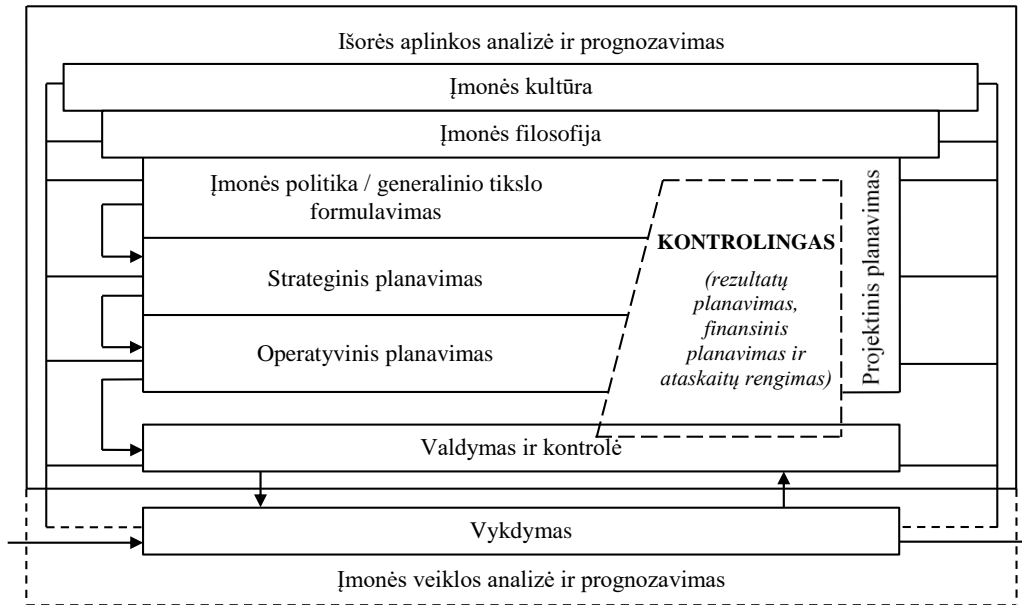 Išorės aplinkos analizė ir prognozavimas
Įmonės kultūra
Įmonės filosofija
Įmonės politika / generalinio tikslo
formulavimas
Strateginis planavimas
Operatyvinis planavimas
KONTROLINGAS
(rezultatų
planavimas,
finansinis
planavimas ir
ataskaitų rengimas)
Projektinis planavimas
Valdymas ir kontrolė
Vykdymas
Įmonės veiklos analizė ir prognozavimas